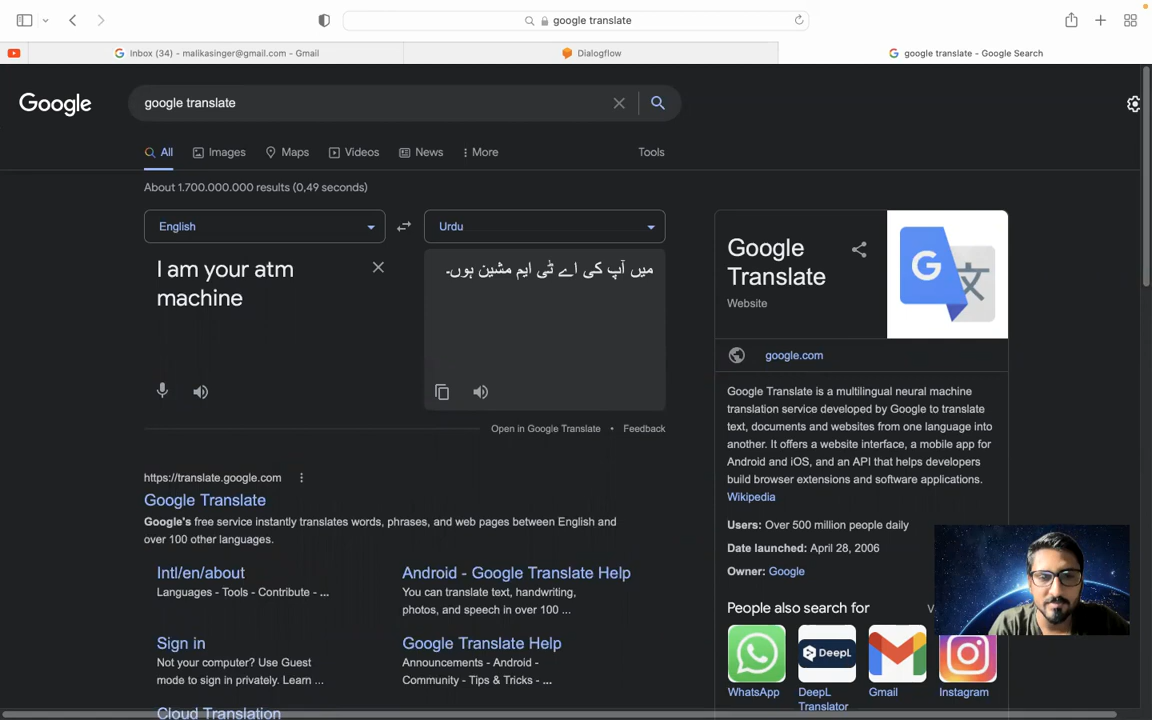 google translate
Inbox (34) - malikasinger@gmail.com - Gmail
Dialogflow
google translate - Google Search
Google
google translate
All
Images
Maps
Videos
News
More
Tools
About 1.700.000.000 results (0,49 seconds)
English
Urdu
I am your atm
machine
میں آپ کی اے ٹی ایم مشین ہوں۔
Open in Google Translate • Feedback
https://translate.google.com
Google Translate
Google's free service instantly translates words, phrases, and web pages between English and
over 100 other languages.
Intl/en/about
Languages - Tools - Contribute - ...
Android - Google Translate Help
You can translate text, handwriting,
photos, and speech in over 100 ...
Sign in
Not your computer? Use Guest
mode to sign in privately. Learn ...
Google Translate Help
Announcements - Android -
Community - Tips & Tricks - ...
Cloud Translation
Google
Translate
Website
G
文
google.com
Google Translate is a multilingual neural machine
translation service developed by Google to translate
text, documents and websites from one language into
another. It offers a website interface, a mobile app for
Android and iOS, and an API that helps developers
build browser extensions and software applications.
Wikipedia
Users: Over 500 million people daily
Date launched: April 28, 2006
Owner: Google
People also search for
DeepL
WhatsApp
DeepL
Translator
Gmail
Instagram